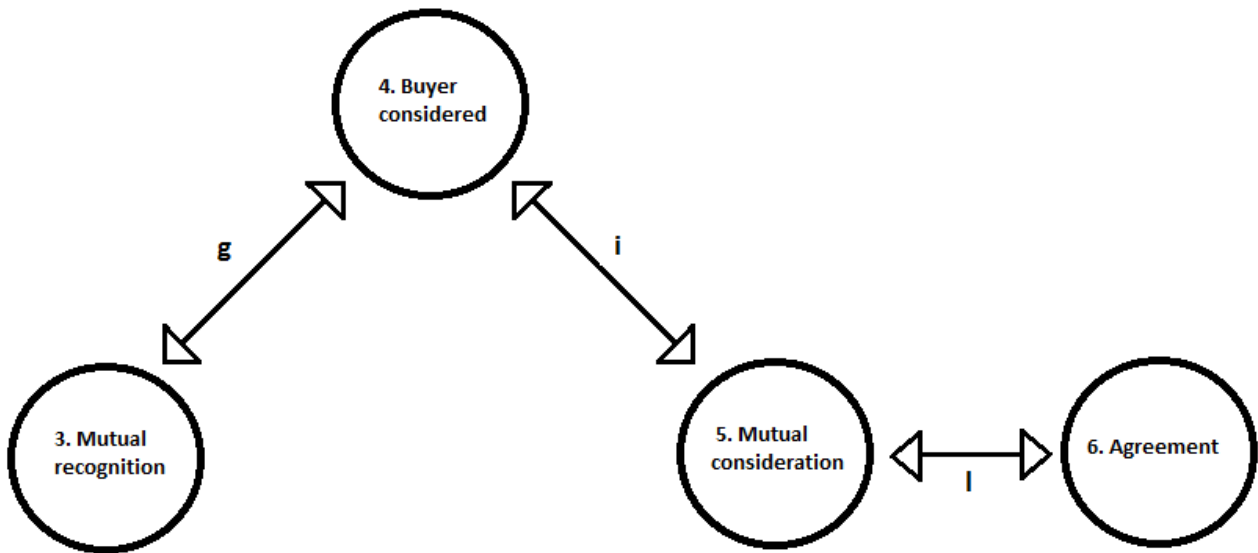 4. Buyer
considered
g
i
3. Mutual
recognition
5. Mutual
consideration
6. Agreement
l